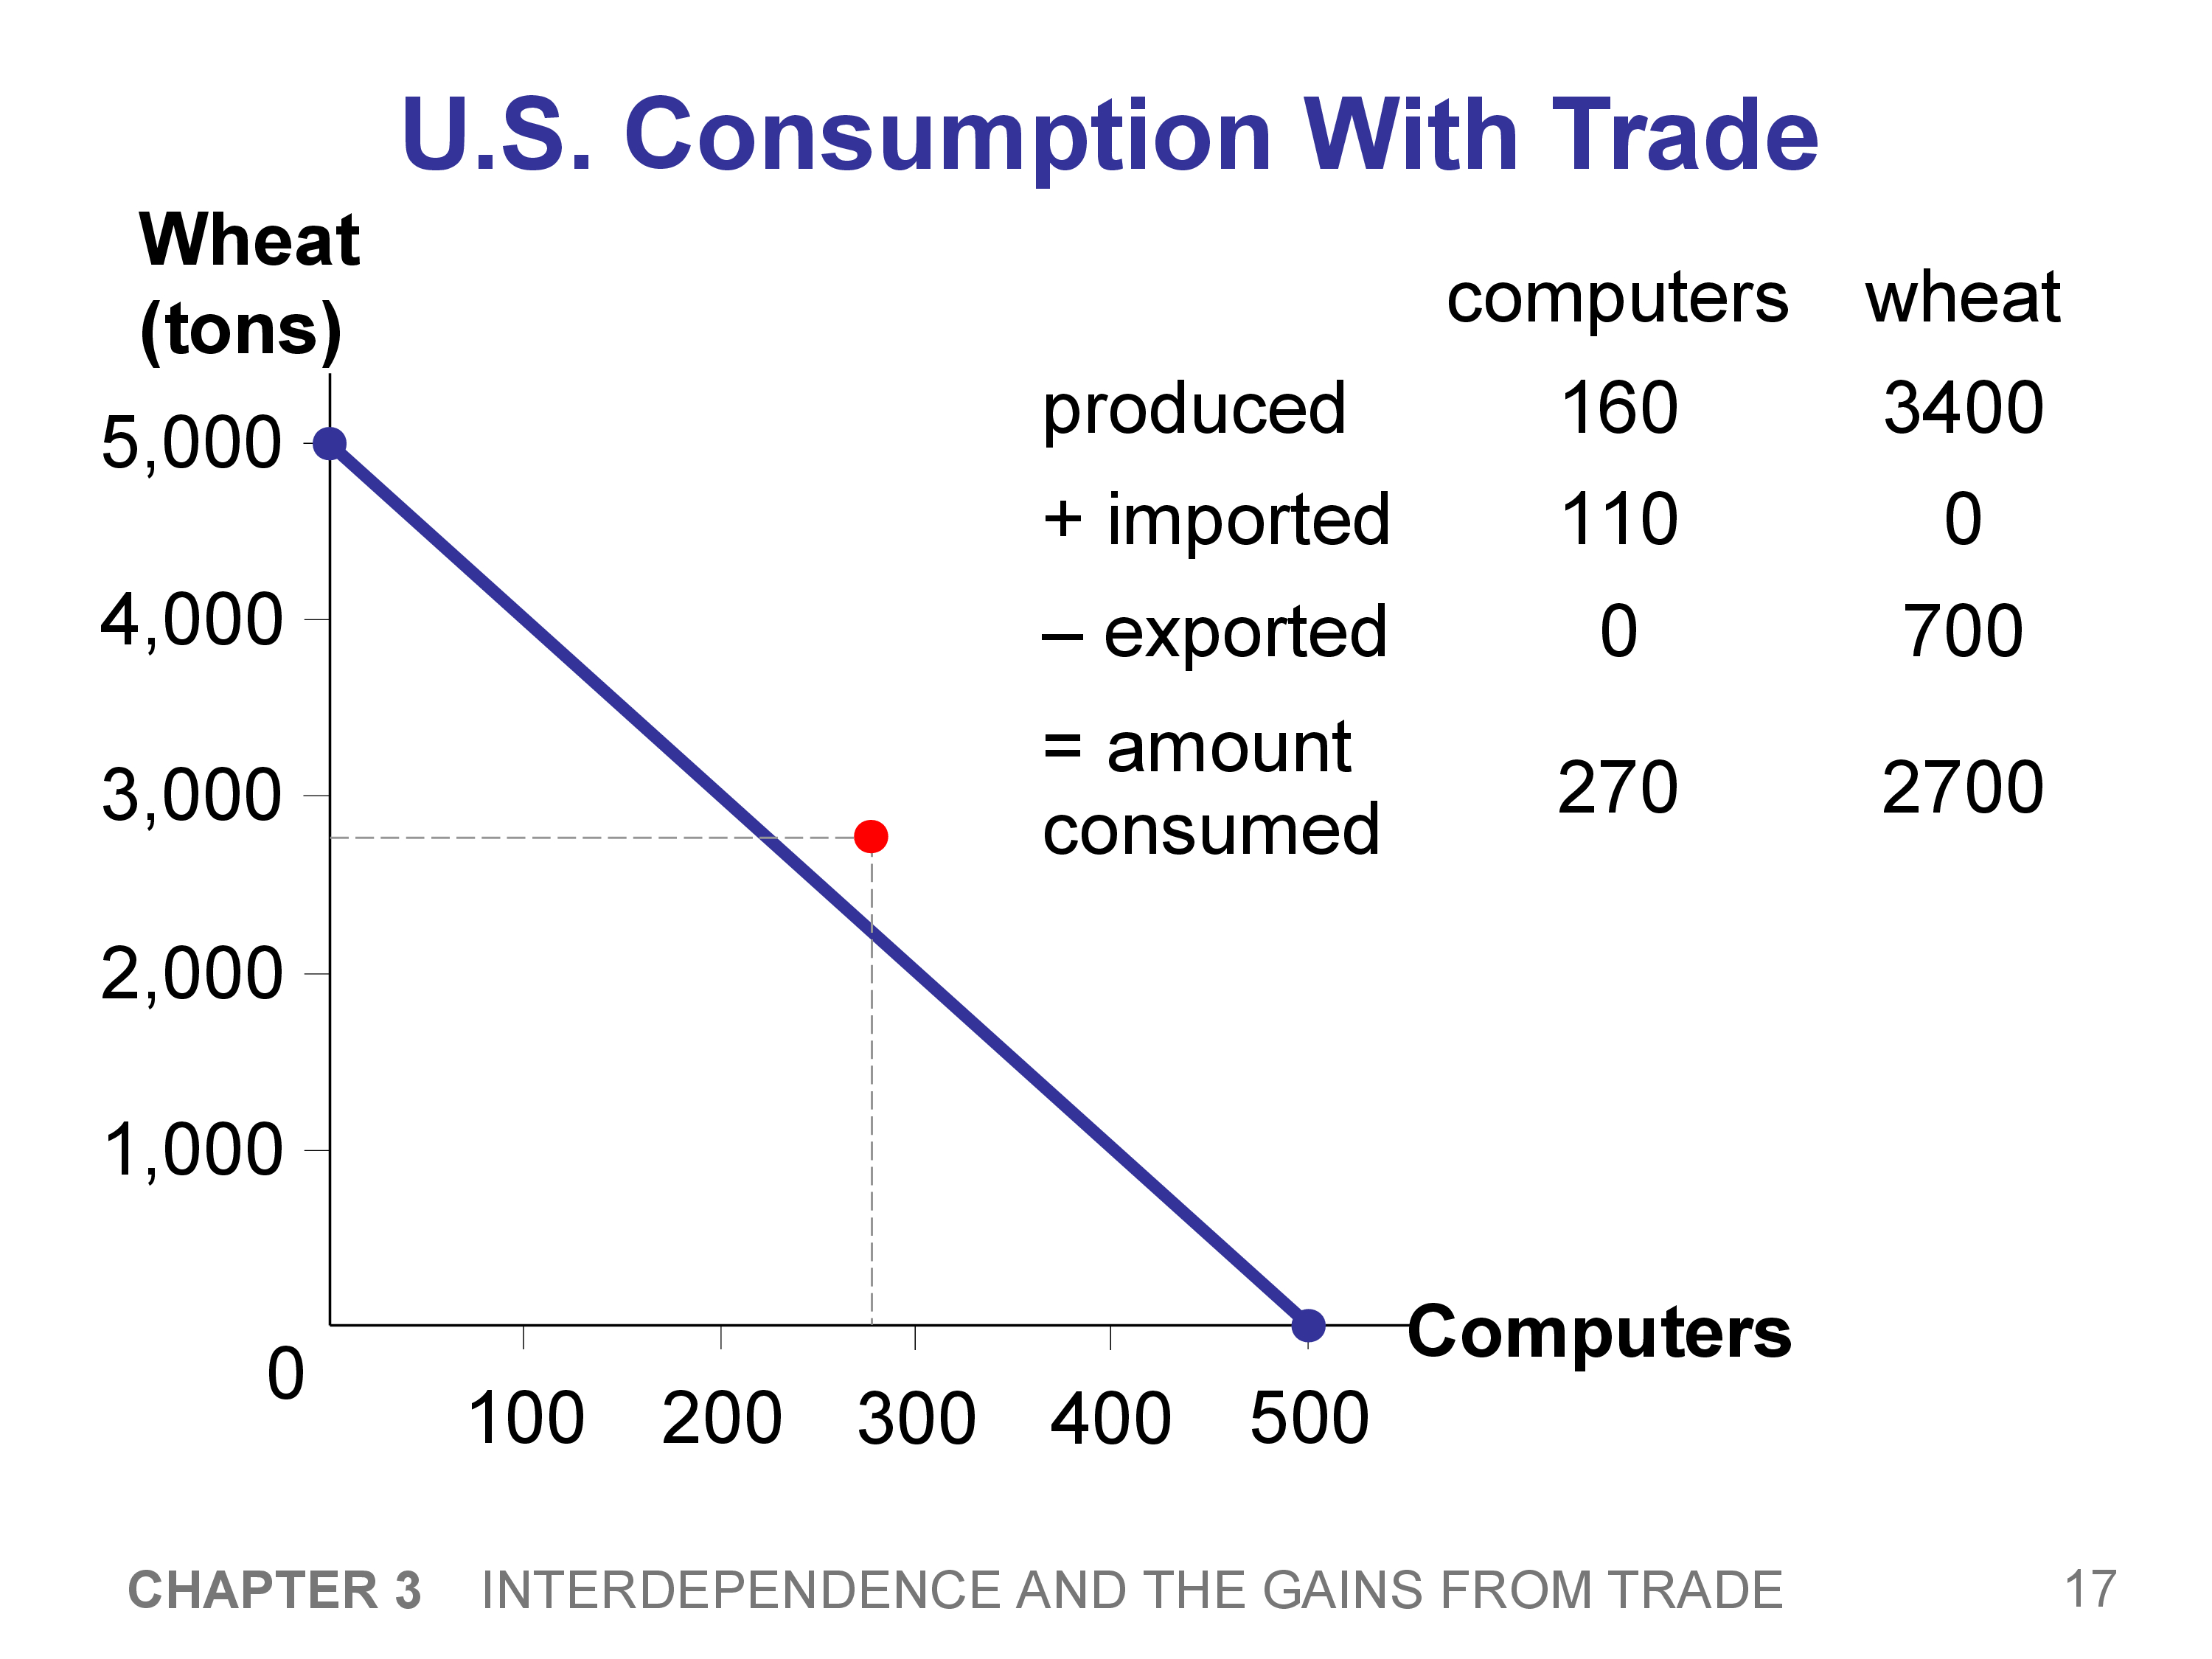 U.S. Consumption With Trade
Wheat
(tons)
5,000
4,000
3,000
2,000
1,000
0
100 200 300 400 500
Computers
computers wheat
produced 160 3400
+ imported 110 0
– exported 0 700
= amount
consumed 270 2700
CHAPTER 3 INTERDEPENDENCE AND THE GAINS FROM TRADE 17